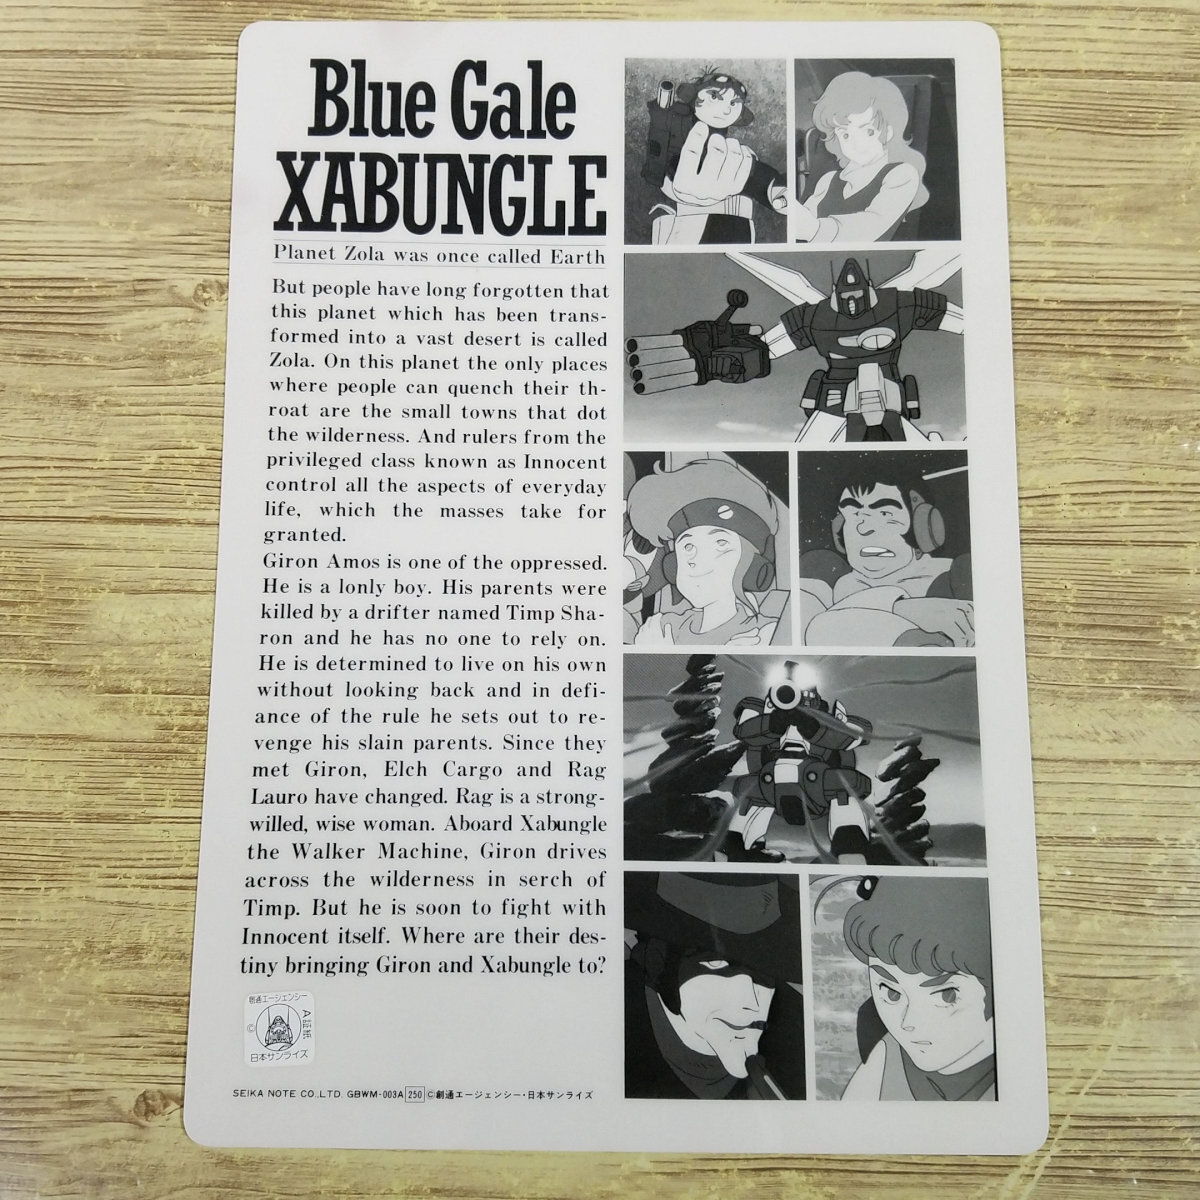 Blue Gale
XABUNGLE
Planet Zola was once called Earth
But people have long forgotten that
this planet which has been trans-
formed into a vast desert is called
Zola. On this planet the only places
where people can quench their th-
roat are the small towns that dot
the wilderness. And rulers from the
privileged class known as Innocent
control all the aspects of everyday
life, which the masses take for
granted.
Giron Amos is one of the oppressed.
He is a lonly boy. His parents were
killed by a drifter named Timp Sha-
ron and he has no one to rely on.
He is determined to live on his own
without looking back and in defi-
ance of the rule he sets out to re-
venge his slain parents. Since they
met Giron, Elch Cargo and Rag
Lauro have changed. Rag is a strong-
willed, wise woman. Aboard Xabungle
the Walker Machine, Giron drives
across the wilderness in serch of
Timp. But he is soon to fight with
Innocent itself. Where are their des-
tiny bringing Giron and Xabungle to?
創通エージェンシー
© A証紙
日本サンライズ
SEIKA NOTE CO.,LTD. GBWM-003A 250 ©創通エージェンシー・日本サンライズ